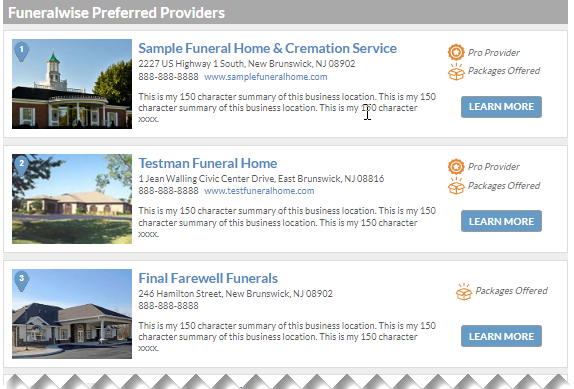 Funeralwise Preferred Providers
1
Sample Funeral Home & Cremation Service
2227 US Highway 1 South, New Brunswick, NJ 08902
888-888-8888 www.samplefuneralhome.com
This is my 150 character summary of this business location. This is my 150
character summary of this business location. This is my 150 character
xxxx.
Pro Provider
Packages Offered
LEARN MORE
2
Testman Funeral Home
1 Jean Walling Civic Center Drive, East Brunswick, NJ 08816
888-888-8888 www.testfuneralhome.com
This is my 150 character summary of this business location. This is my 150
character summary of this business location. This is my 150 character
xxxx.
Pro Provider
Packages Offered
LEARN MORE
3
Final Farewell Funerals
246 Hamilton Street, New Brunswick, NJ 08902
888-888-8888
This is my 150 character summary of this business location. This is my 150
character summary of this business location. This is my 150 character
xxxx.
Packages Offered
LEARN MORE